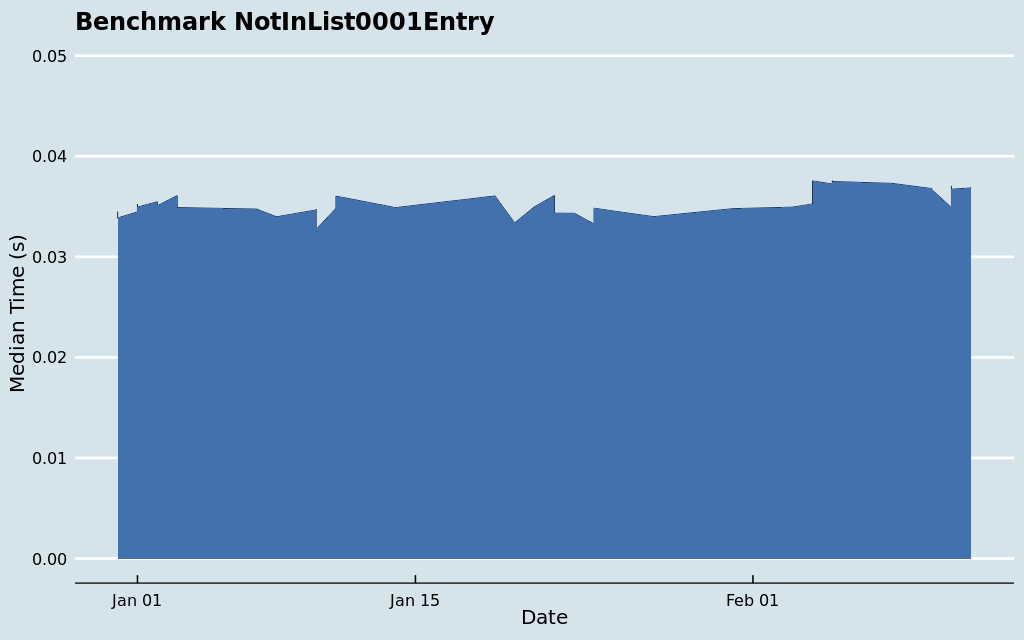 Benchmark NotInList0001Entry
0.05
0.04
0.03
0.02
0.01
0.00
Median Time (s)
Jan 01
Jan 15
Feb 01
Date